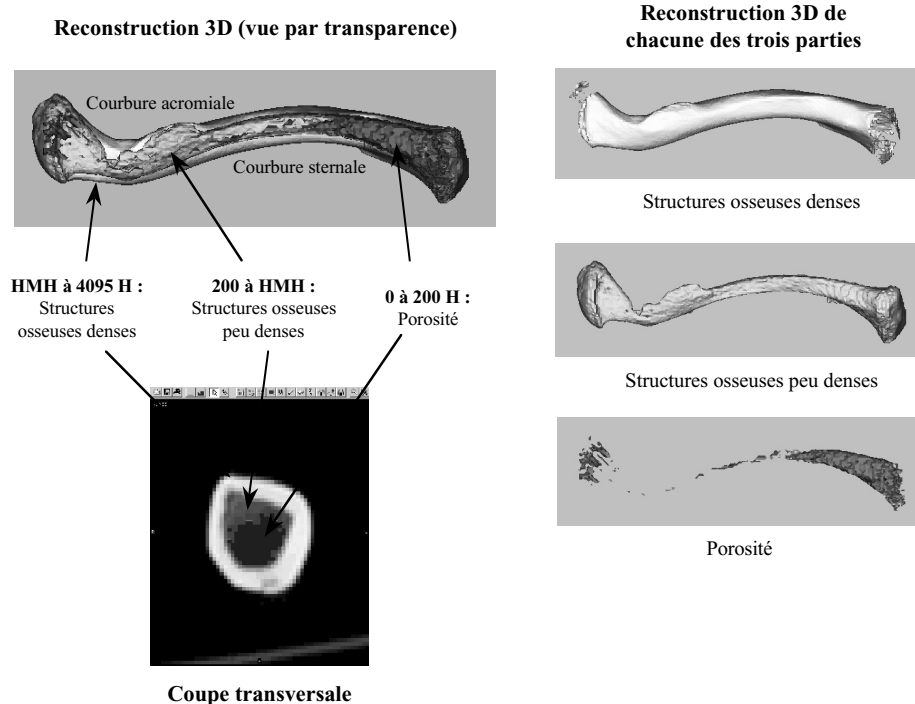 Reconstruction 3D (vue par transparence)
Courbure acromiale
Courbure sternale
HMH à 4095 H :
Structures
osseuses denses
200 à HMH :
Structures osseuses
peu denses
0 à 200 H :
Porosité
Coupe transversale
Reconstruction 3D de
chacune des trois parties
Structures osseuses denses
Structures osseuses peu denses
Porosité